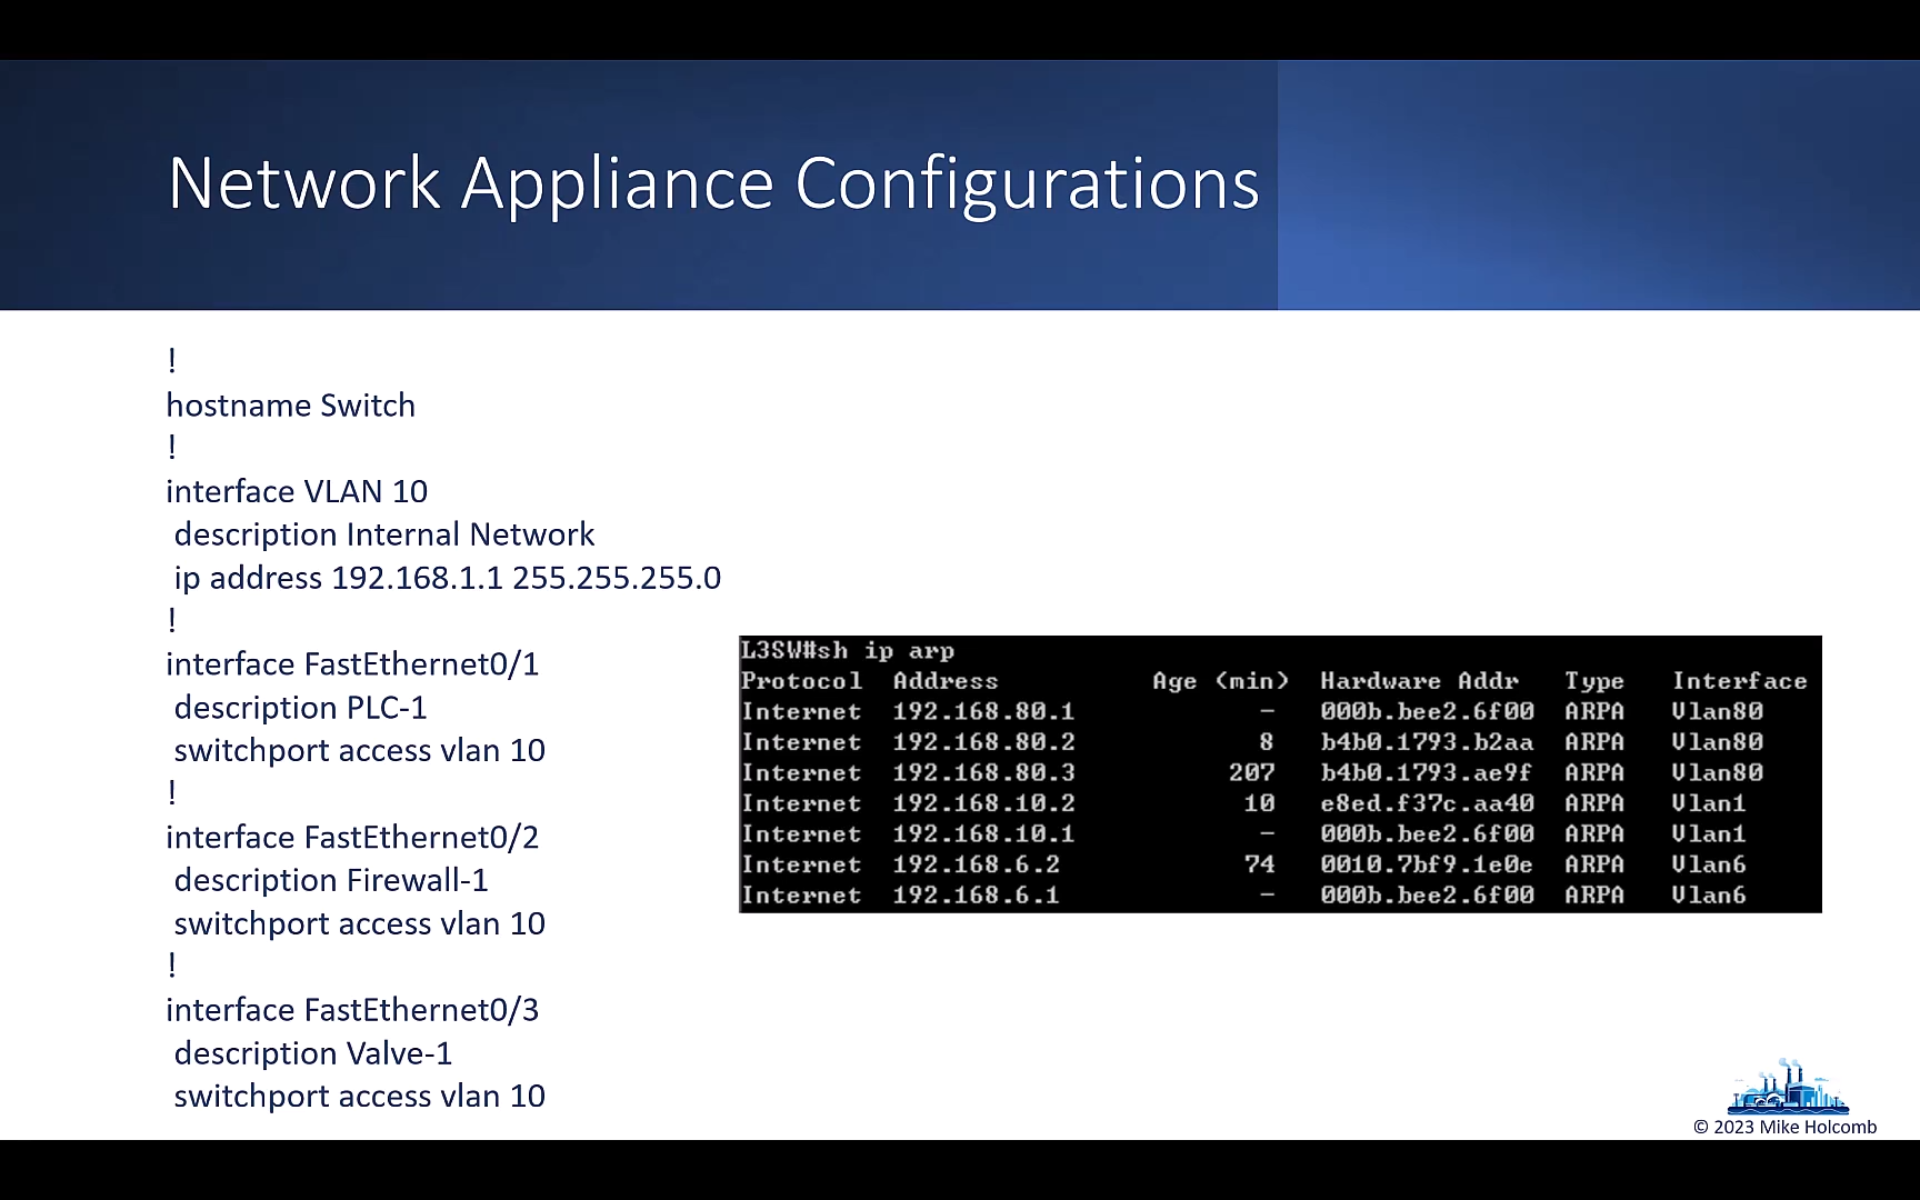 Network Appliance Configurations
!
hostname Switch
!
interface VLAN 10
description Internal Network
ip address 192.168.1.1 255.255.255.0
!
interface FastEthernet0/1
description PLC-1
switchport access vlan 10
!
interface FastEthernet0/2
description Firewall-1
switchport access vlan 10
!
interface FastEthernet0/3
description Valve-1
switchport access vlan 10
L3SW#sh ip arp
Protocol Address Age (min) Hardware Addr Type Interface
Internet 192.168.80.1 - 000b.bee2.6f00 ARPA Vlan80
Internet 192.168.80.2 8 b4b0.1793.b2aa ARPA Vlan80
Internet 192.168.80.3 207 b4b0.1793.ae9f ARPA Vlan80
Internet 192.168.10.2 10 e8ed.f37c.aa40 ARPA Vlan1
Internet 192.168.10.1 - 000b.bee2.6f00 ARPA Vlan1
Internet 192.168.6.2 74 0010.7bf9.1e0e ARPA Vlan6
Internet 192.168.6.1 - 000b.bee2.6f00 ARPA Vlan6
© 2023 Mike Holcomb